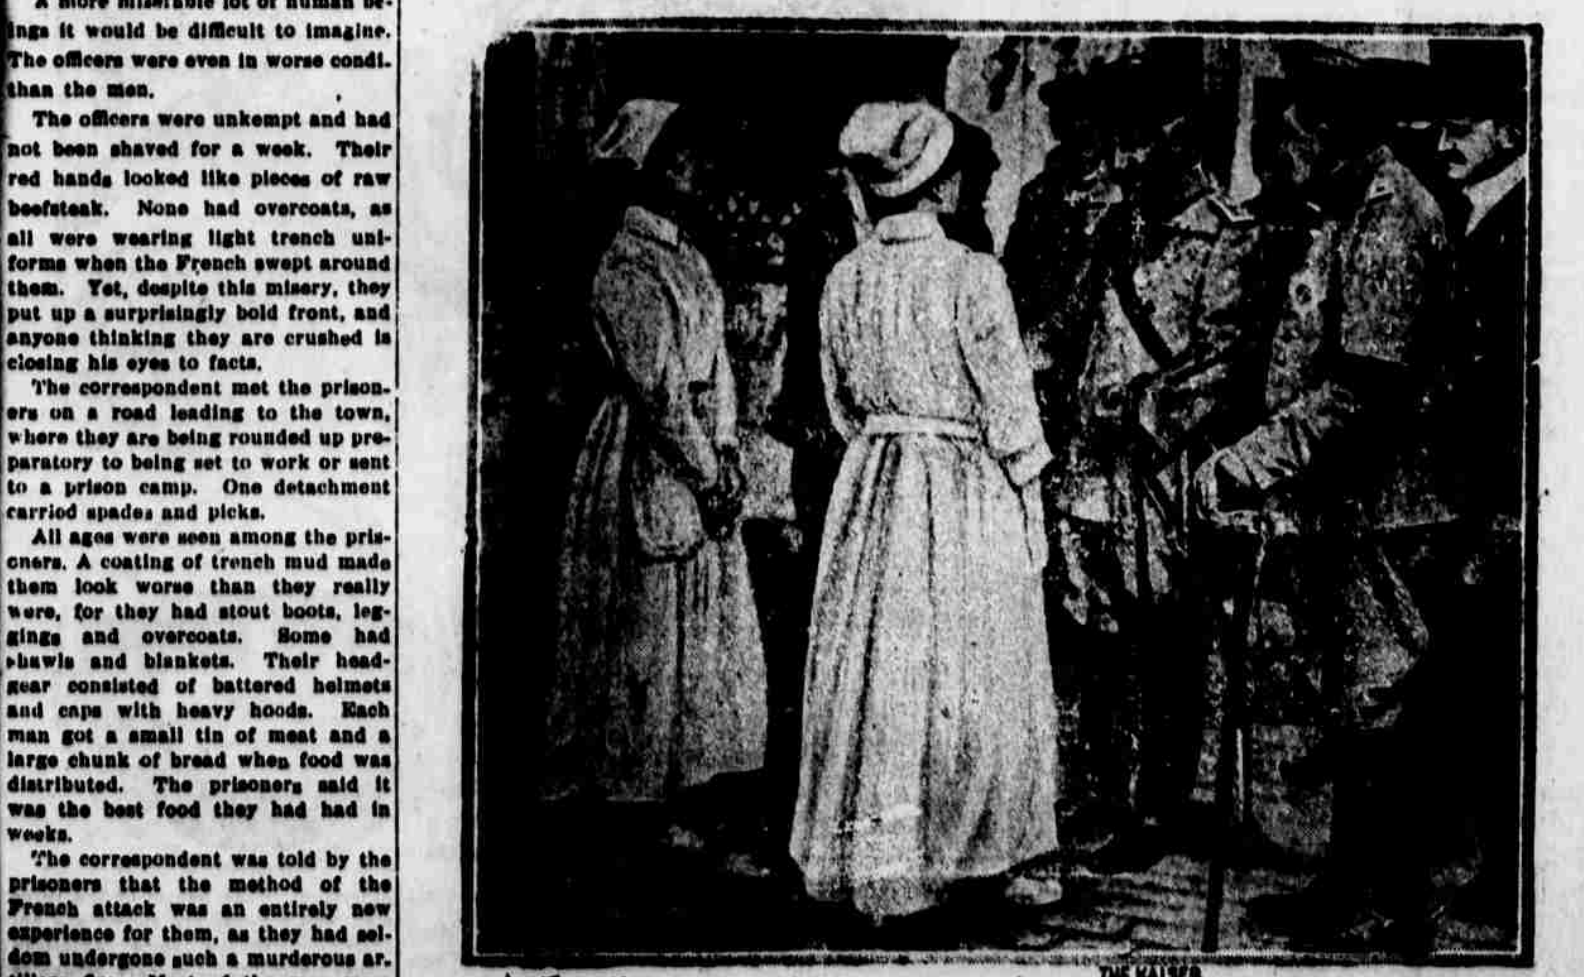 A more miserable lot of human be-
ings it would be difficult to imagine.
The officers were even in worse condi-
than the men.
The officers were unkempt and had
not been shaved for a week. Their
red hands looked like pieces of raw
beefsteak. None had overcoats, as
all were wearing light trench uni-
forms when the French swept around
them. Yet, despite this misery, they
put up a surprisingly bold front, and
anyone thinking they are crushed is
closing his eyes to facts.
The correspondent met the prison-
ers on a road leading to the town,
where they are being rounded up pre-
paratory to being set to work or sent
to a prison camp. One detachment
carried spades and picks.
All ages were seen among the pris-
oners. A coating of trench mud made
them look worse than they really
were, for they had stout boots, leg-
gings and overcoats. Some had
shawls and blankets. Their head-
gear consisted of battered helmets
and caps with heavy hoods. Each
man got a small tin of meat and a
large chunk of bread when food was
distributed. The prisoners said it
was the best food they had had in
weeks.
The correspondent was told by the
prisoners that the method of the
French attack was an entirely new
experience for them, as they had sel-
dom undergone such a murderous ar-
THE KAISER